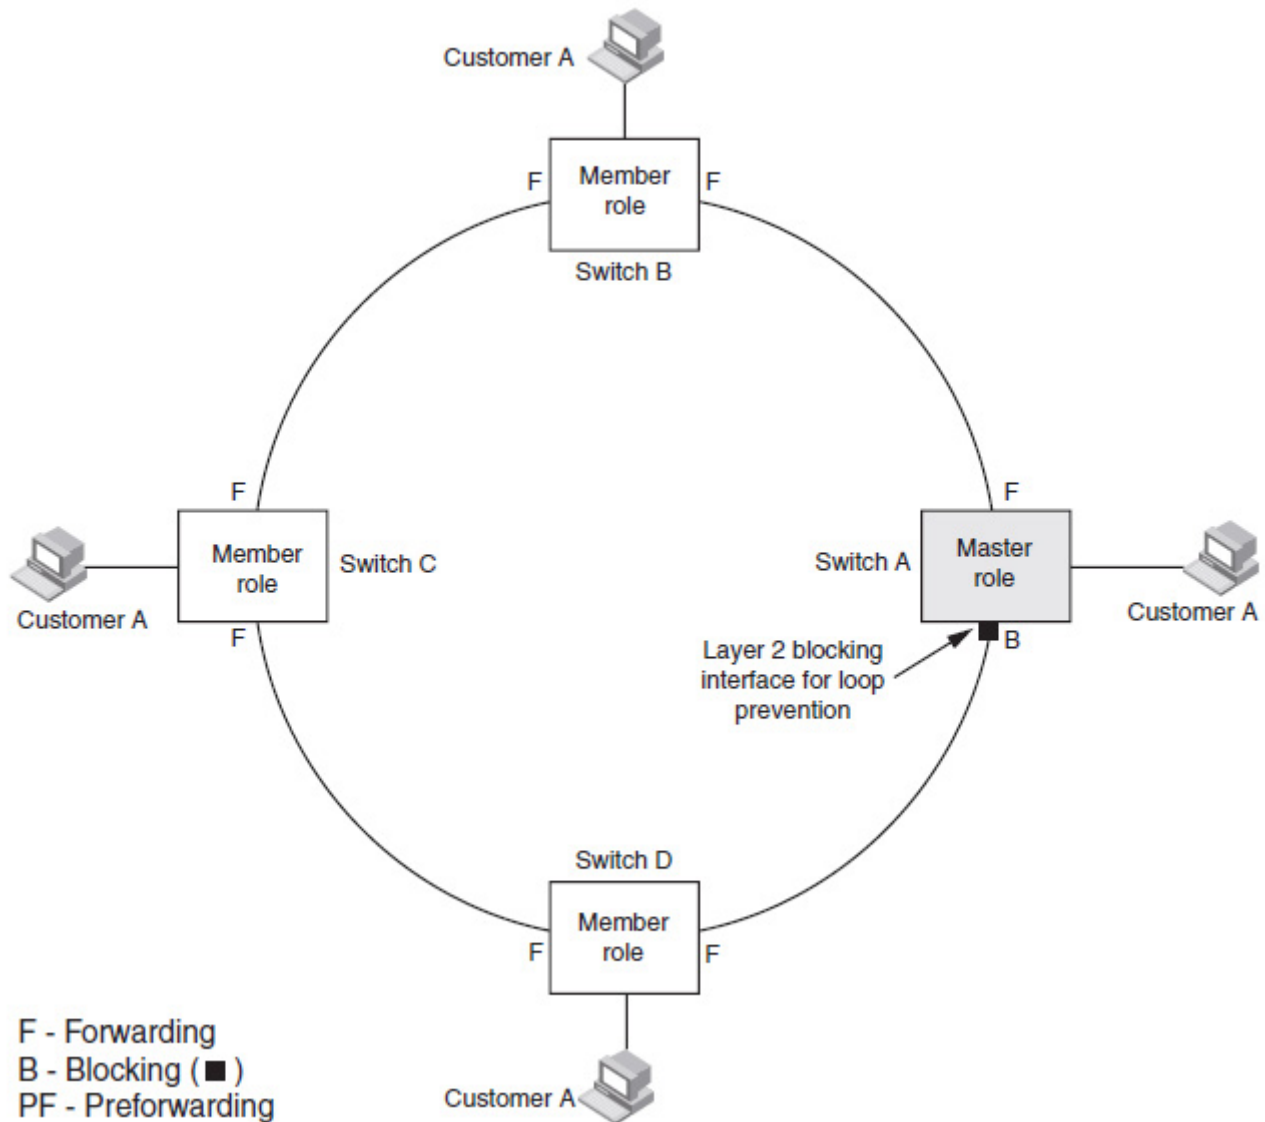 Customer A
F
Member
role
F
Switch B
F
Member
role
Switch C
F
Customer A
F
Switch A
Master
role
B
Customer A
Layer 2 blocking
interface for loop
prevention
Switch D
F
Member
role
F
Customer A
F - Forwarding
B - Blocking (■)
PF - Preforwarding